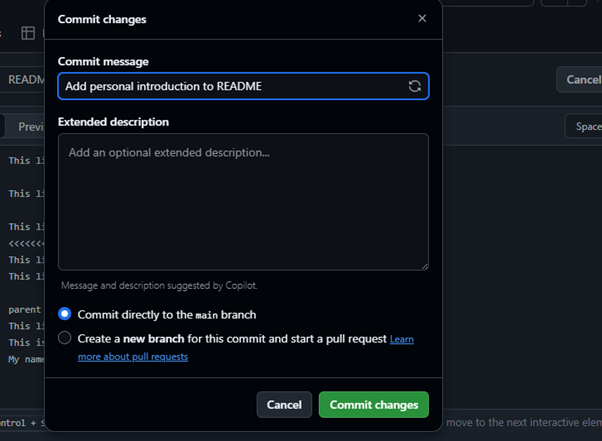 Commit changes
Commit message
READM
Cancel
Add personal introduction to README
Extended description
Previ
Space
Add an optional extended description...
This li
This li
This li
<<<<<<<
This li
This li
Message and description suggested by Copilot.
parent
Commit directly to the main branch
This li
Create a new branch for this commit and start a pull request Learn
This is
more about pull requests
My name
Cancel
Commit changes
ntrol + S
move to the next interactive elem